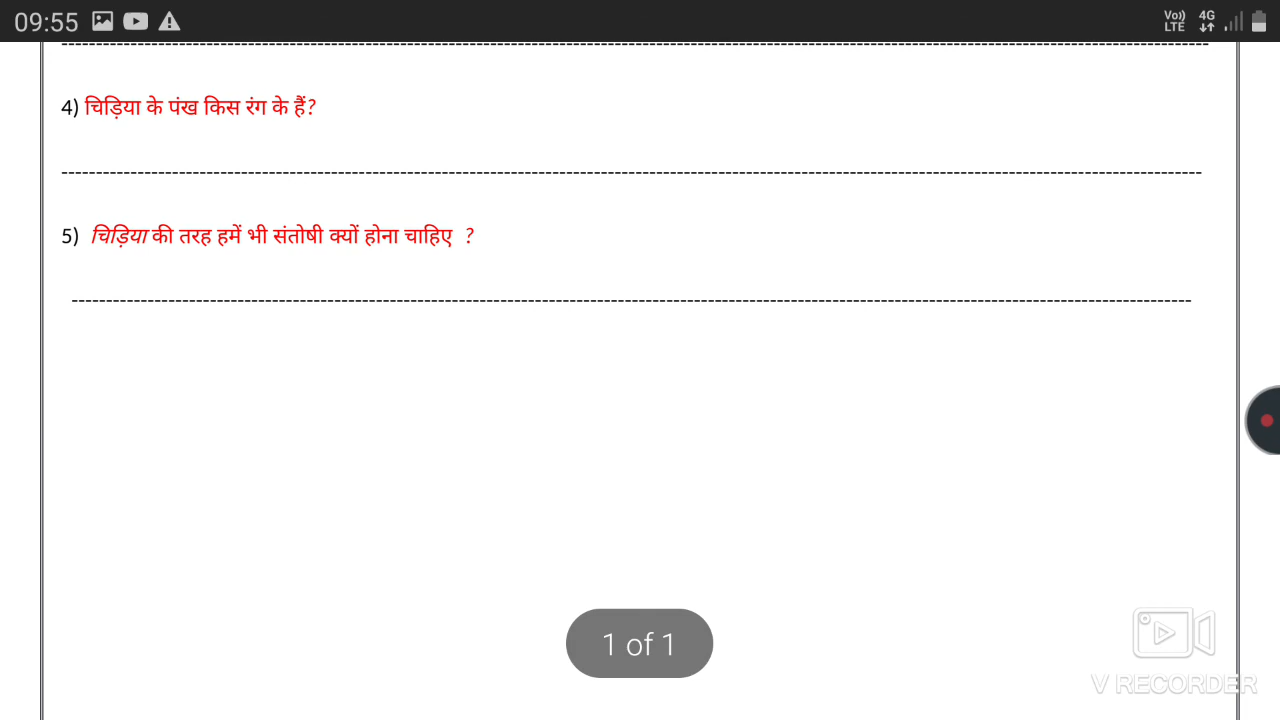 09:55
Vo)) LTE 4G
--------------------------------------------------------------------------------
4) चिड़िया के पंख किस रंग के हैं?
--------------------------------------------------------------------------------
5) चिड़िया की तरह हमें भी संतोषी क्यों होना चाहिए ?
--------------------------------------------------------------------------------
1 of 1
V RECORDER